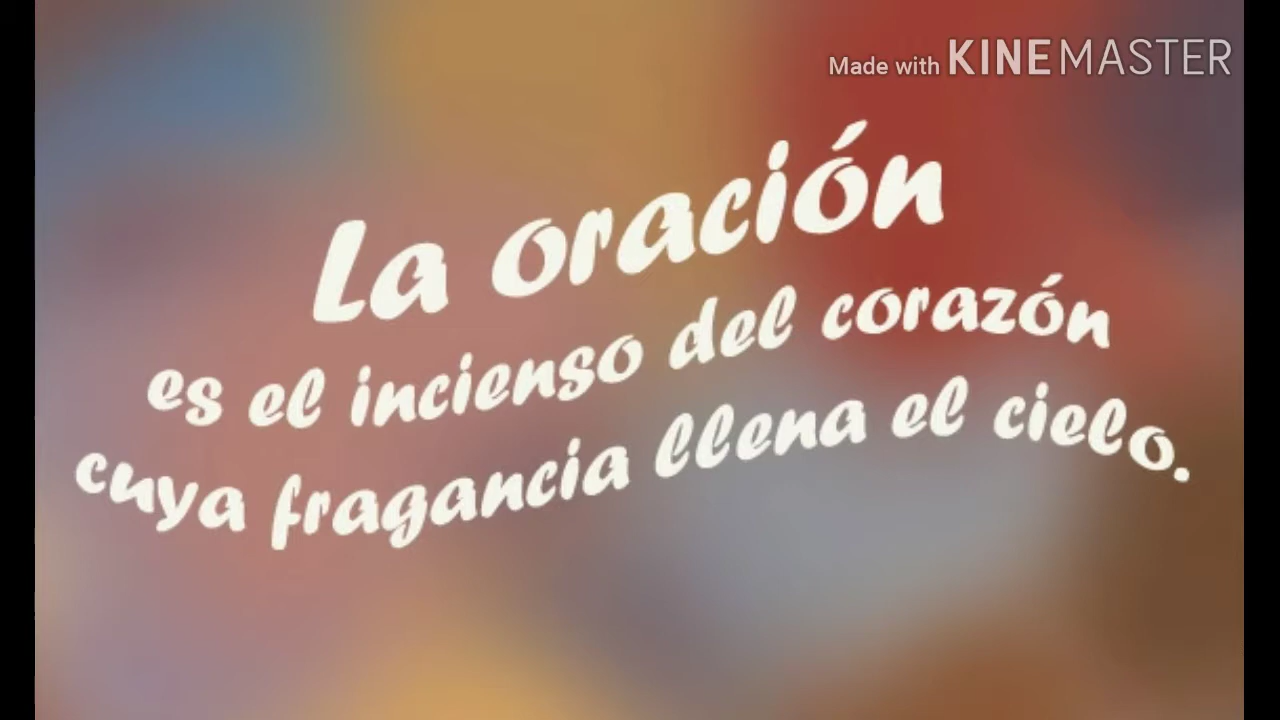 Made with KINEMASTER
La oración
es el incienso del corazón
cuya fragancia llena el cielo.